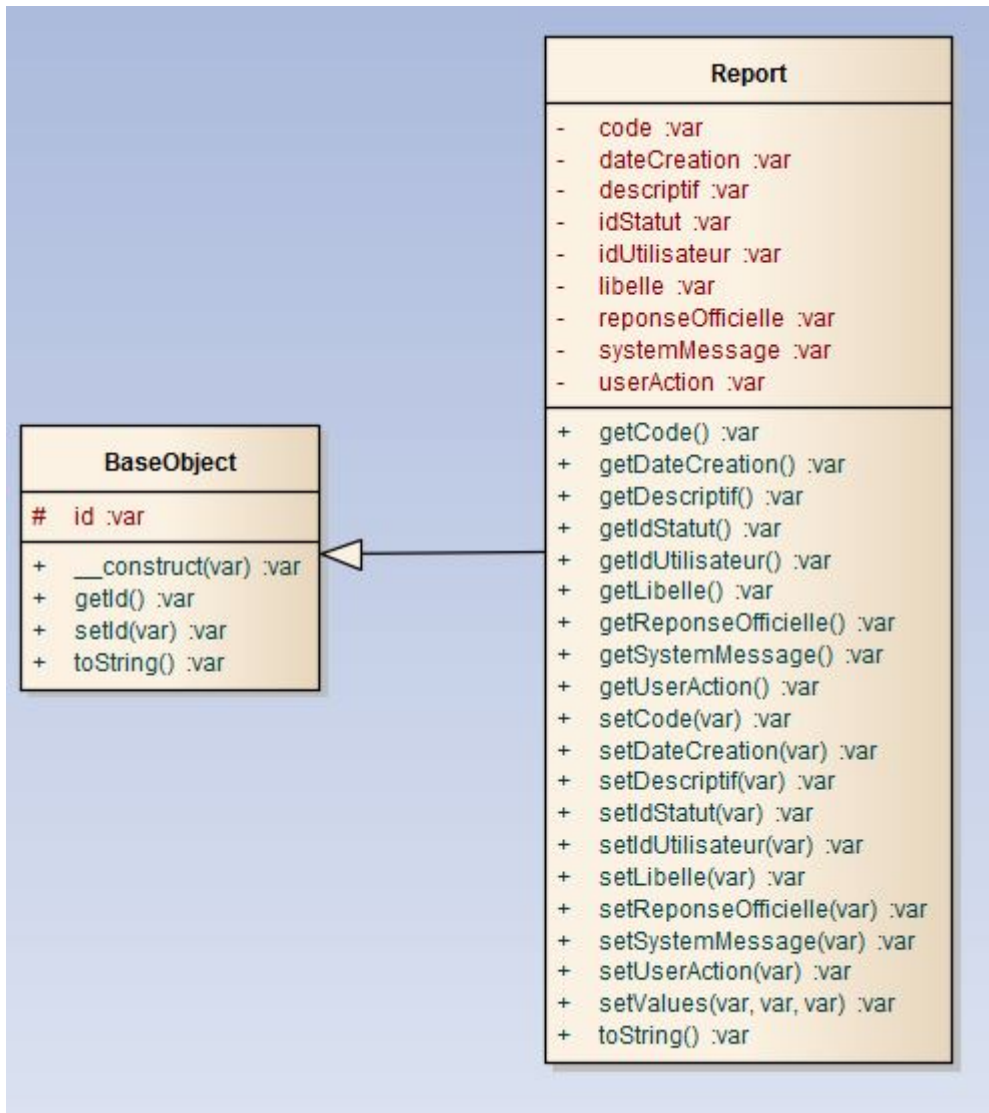 BaseObject
# id :var
+ __construct(var) :var
+ getId() :var
+ setId(var) :var
+ toString() :var
Report
- code :var
- dateCreation :var
- descriptif :var
- idStatut :var
- idUtilisateur :var
- libelle :var
- reponseOfficielle :var
- systemMessage :var
- userAction :var
+ getCode() :var
+ getDateCreation() :var
+ getDescriptif() :var
+ getIdStatut() :var
+ getIdUtilisateur() :var
+ getLibelle() :var
+ getReponseOfficielle() :var
+ getSystemMessage() :var
+ getUserAction() :var
+ setCode(var) :var
+ setDateCreation(var) :var
+ setDescriptif(var) :var
+ setIdStatut(var) :var
+ setIdUtilisateur(var) :var
+ setLibelle(var) :var
+ setReponseOfficielle(var) :var
+ setSystemMessage(var) :var
+ setUserAction(var) :var
+ setValues(var, var, var) :var
+ toString() :var